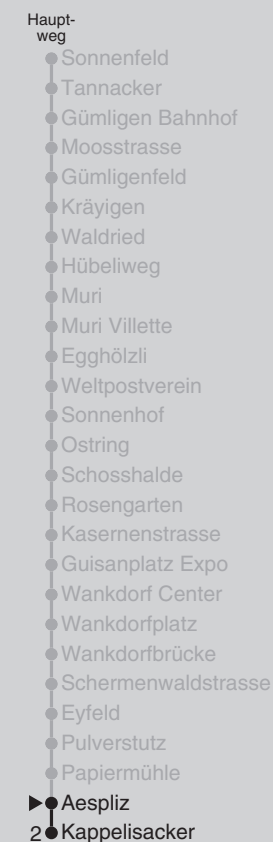 Haupt-
weg
Sonnenfeld
Tannacker
Gümligen Bahnhof
Moosstrasse
Gümligenfeld
Kräyigen
Waldried
Hübeliweg
Muri
Muri Villette
Egghölzli
Weltpostverein
Sonnenhof
Ostring
Schosshalde
Rosengarten
Kasernenstrasse
Guisanplatz Expo
Wankdorf Center
Wankdorfplatz
Wankdorfbrücke
Schermenwaldstrasse
Eyfeld
Pulverstutz
Papiermühle
Aespliz
2 Kappelisacker